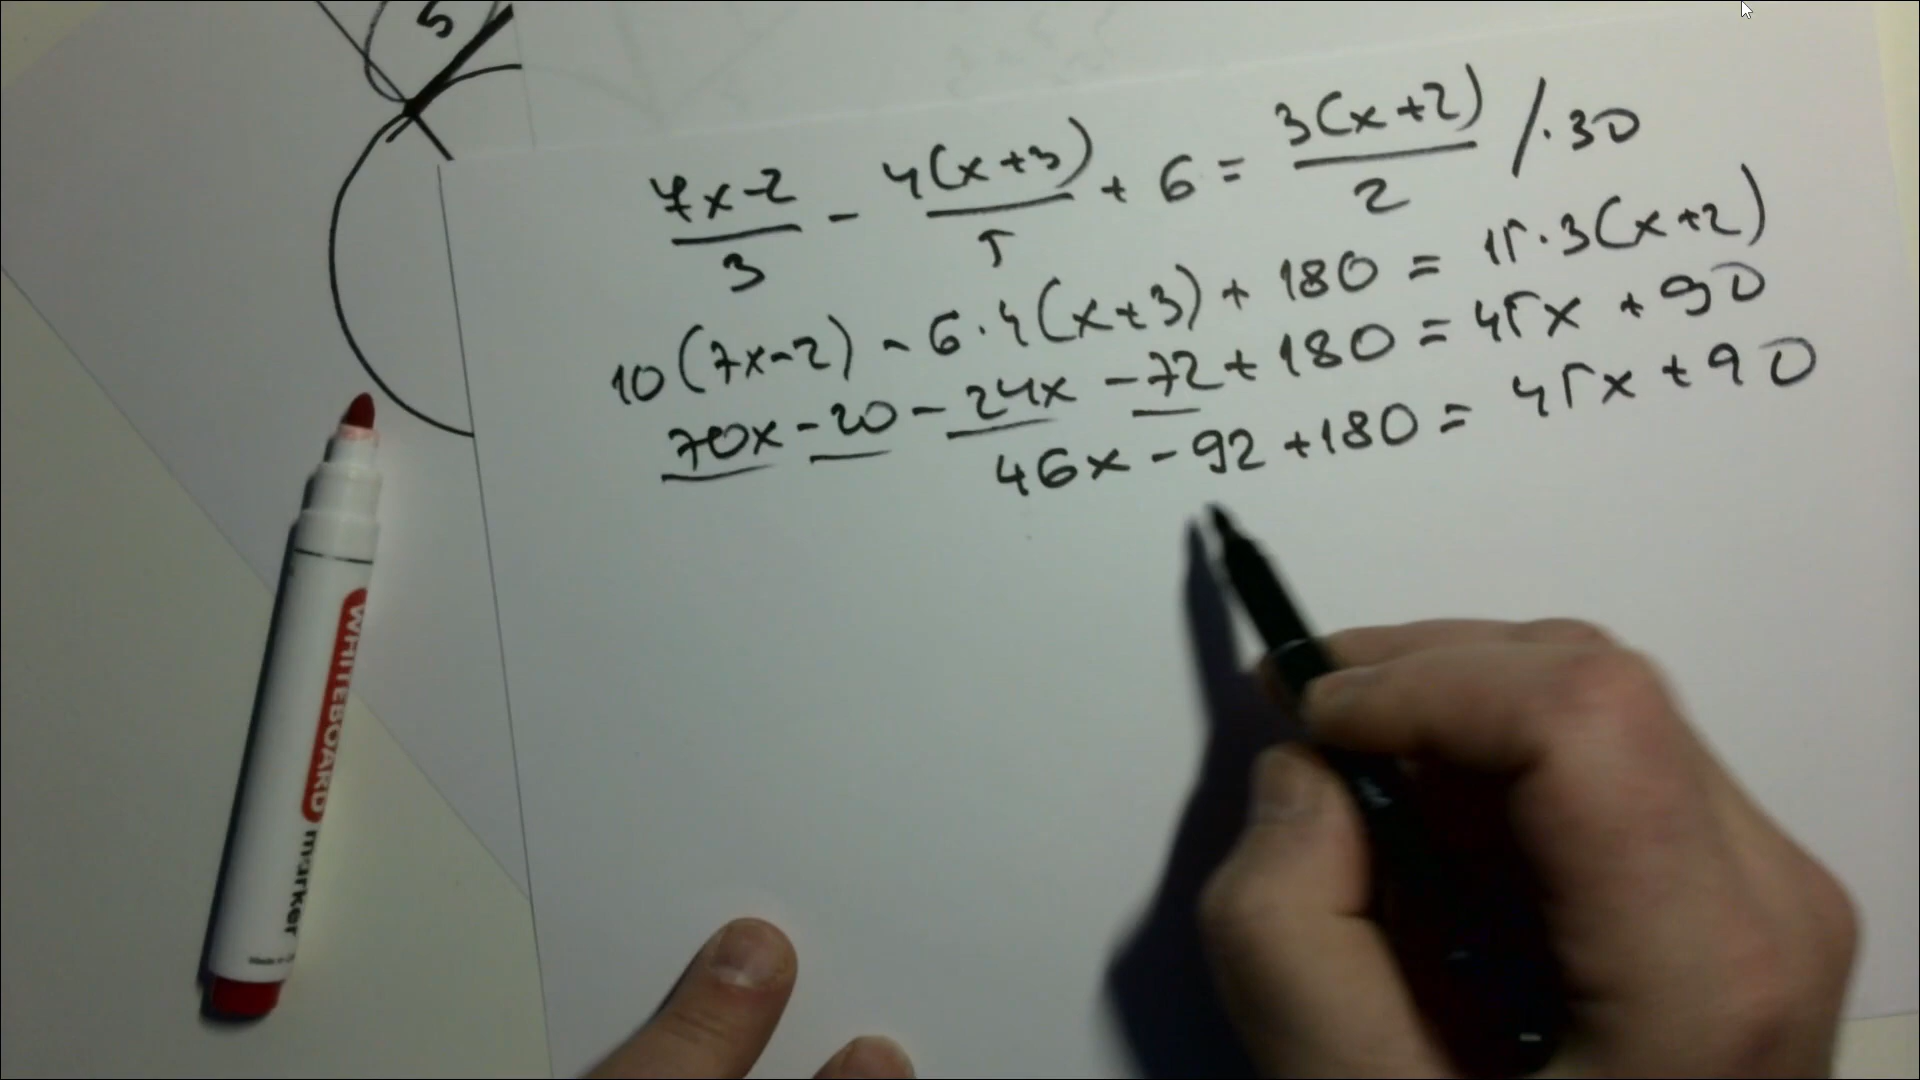 5
(7x-2)/3 - 4(x+3)/5 + 6 = 3(x+2)/2 /·30
10(7x-2) - 6·4(x+3) + 180 = 15·3(x+2)
70x - 20 - 24x - 72 + 180 = 45x + 90
46x - 92 + 180 = 45x + 90
WHITEBOARD marker